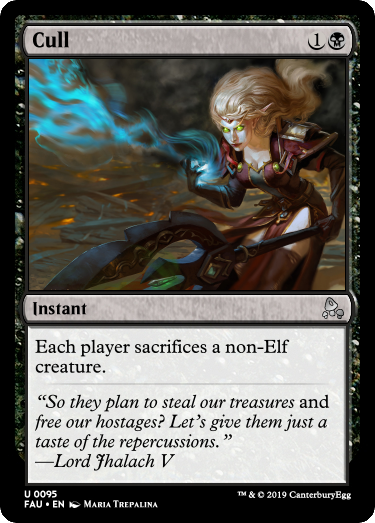 Cull 1
Instant
Each player sacrifices a non-Elf
creature.
“So they plan to steal our treasures and
free our hostages? Let’s give them just a
taste of the repercussions.”
—Lord Jhalach V
U 0095
FAU • EN Maria Trepalina
™ & © 2019 CanterburyEgg